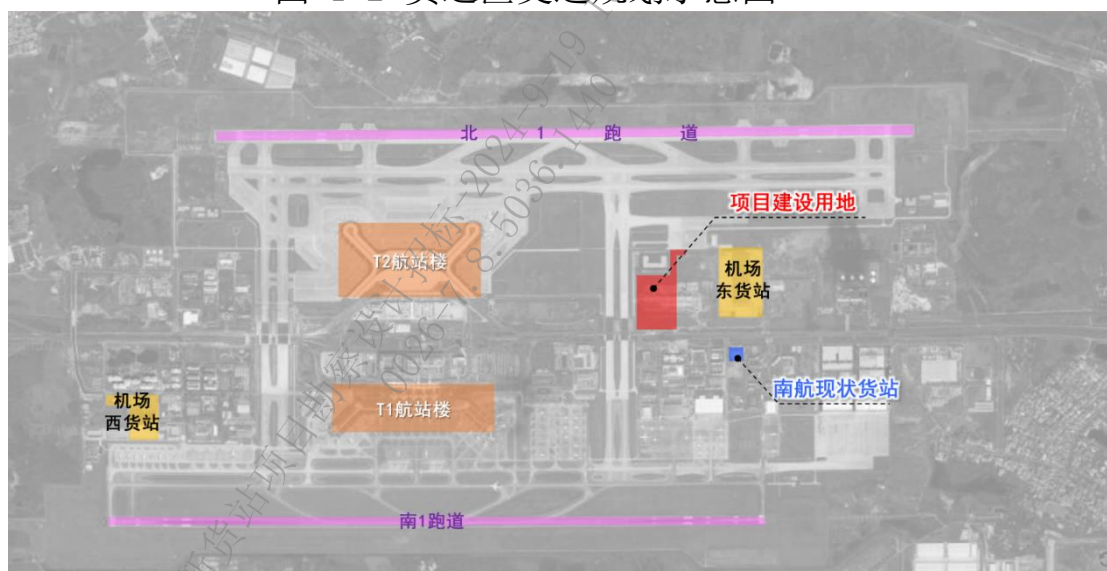 北1跑道
项目建设用地
T2航站楼
机场
东货站
南航现状货站
机场
西货站
T1航站楼
南1跑道